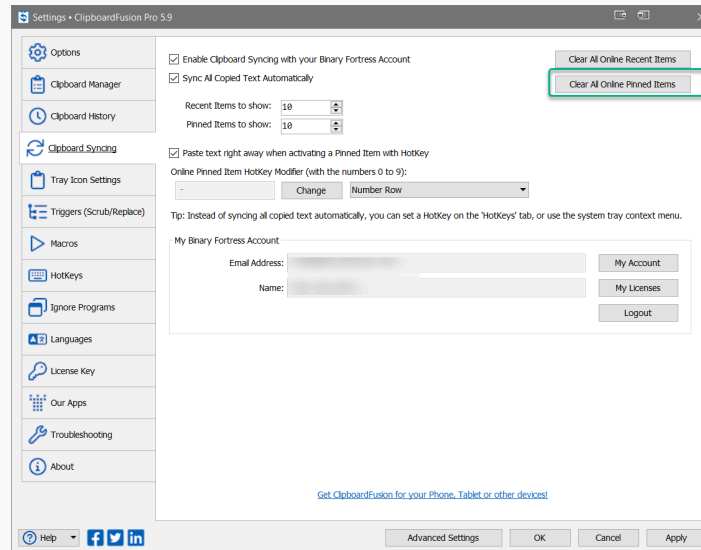 Settings • ClipboardFusion Pro 5.9
Options
Clipboard Manager
Clipboard History
Clipboard Syncing
Tray Icon Settings
Triggers (Scrub/Replace)
Macros
HotKeys
Ignore Programs
Languages
License Key
Our Apps
Troubleshooting
About
Enable Clipboard Syncing with your Binary Fortress Account
Clear All Online Recent Items
Sync All Copied Text Automatically
Clear All Online Pinned Items
Recent Items to show: 10
Pinned Items to show: 10
Paste text right away when activating a Pinned Item with HotKey
Online Pinned Item HotKey Modifier (with the numbers 0 to 9):
- Change Number Row
Tip: Instead of syncing all copied text automatically, you can set a HotKey on the 'HotKeys' tab, or use the system tray context menu.
My Binary Fortress Account
Email Address: My Account
Name: My Licenses
Logout
Get ClipboardFusion for your Phone, Tablet or other devices!
Help Advanced Settings OK Cancel Apply